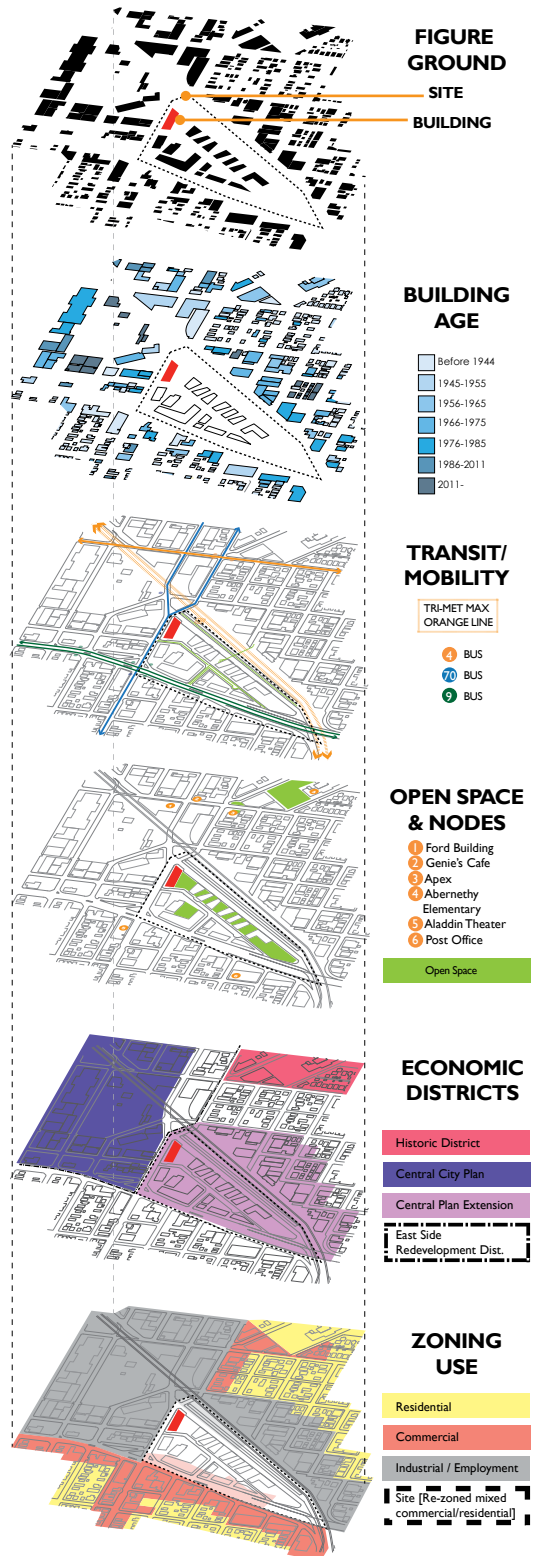 FIGURE
GROUND
SITE
BUILDING
BUILDING
AGE
Before 1944
1945-1955
1956-1965
1966-1975
1976-1985
1986-2011
2011-
TRANSIT/
MOBILITY
TRI-MET MAX
ORANGE LINE
4 BUS
70 BUS
9 BUS
OPEN SPACE
& NODES
1 Ford Building
2 Genie's Cafe
3 Apex
4 Abernethy
Elementary
5 Aladdin Theater
6 Post Office
Open Space
ECONOMIC
DISTRICTS
Historic District
Central City Plan
Central Plan Extension
East Side
Redevelopment Dist.
ZONING
USE
Residential
Commercial
Industrial / Employment
Site [Re-zoned mixed
commercial/residential]